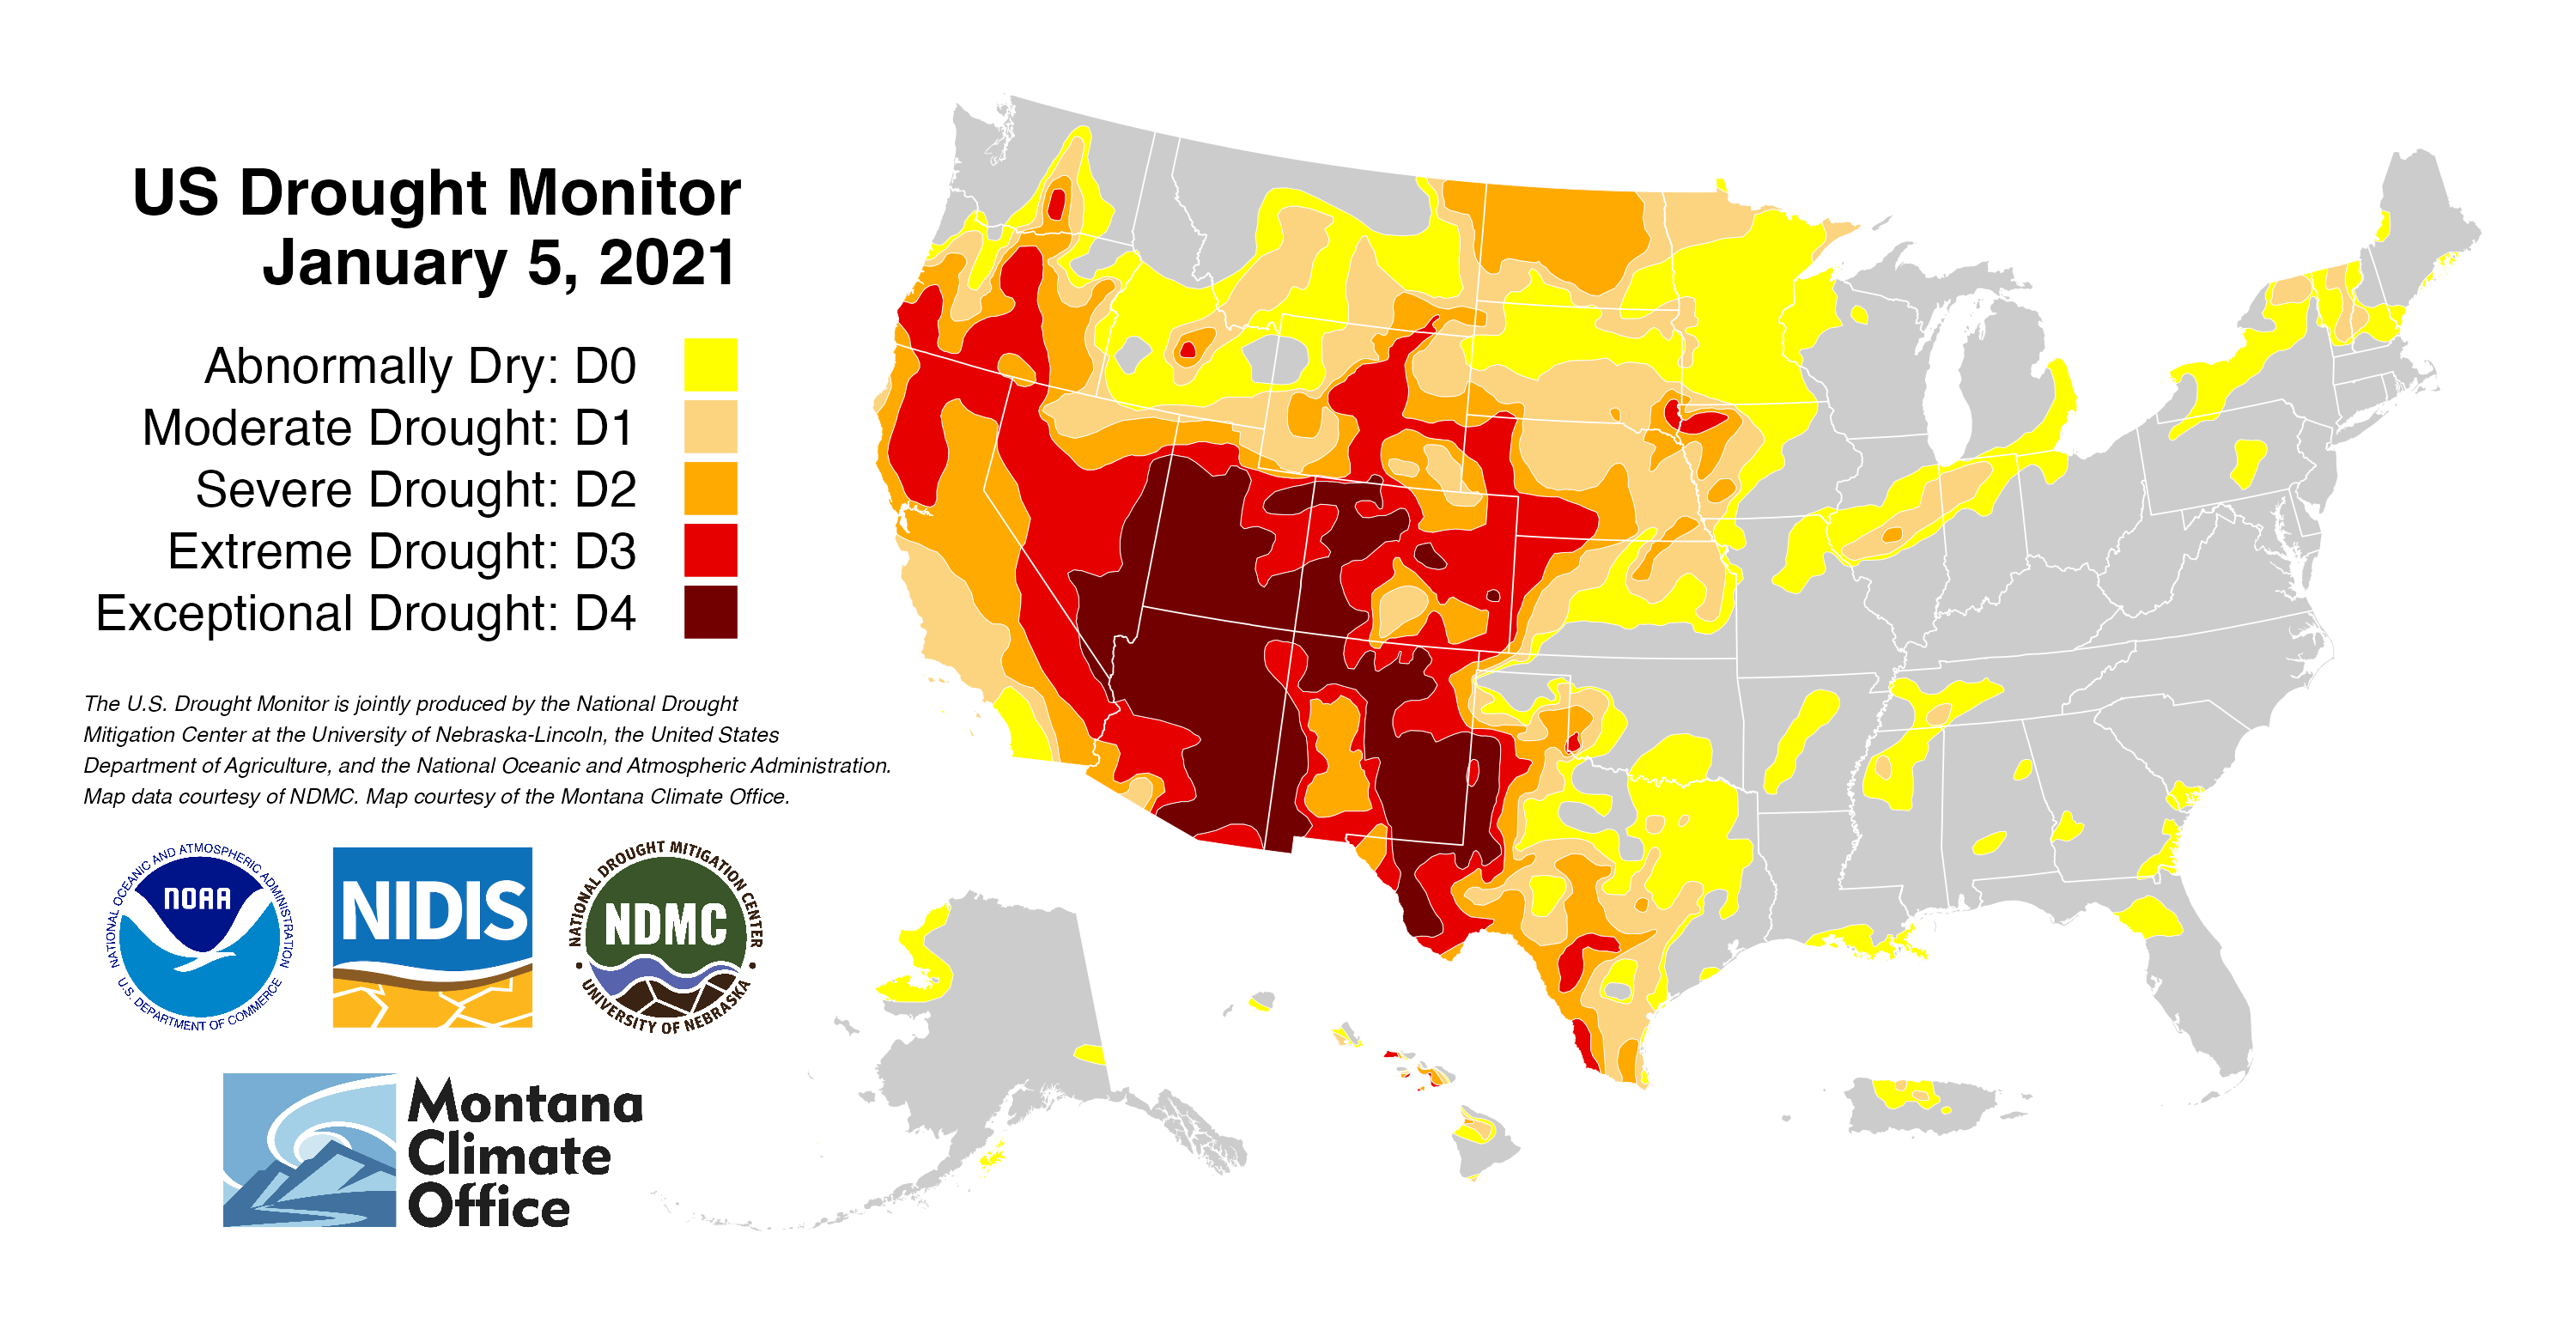 US Drought Monitor
January 5, 2021
Abnormally Dry: D0
Moderate Drought: D1
Severe Drought: D2
Extreme Drought: D3
Exceptional Drought: D4
The U.S. Drought Monitor is jointly produced by the National Drought
Mitigation Center at the University of Nebraska-Lincoln, the United States
Department of Agriculture, and the National Oceanic and Atmospheric Administration.
Map data courtesy of NDMC. Map courtesy of the Montana Climate Office.
NATIONAL OCEANIC AND ATMOSPHERIC ADMINISTRATION
NOAA
U.S. DEPARTMENT OF COMMERCE
NIDIS
NATIONAL DROUGHT MITIGATION CENTER
NDMC
• UNIVERSITY OF NEBRASKA •
Montana
Climate
Office